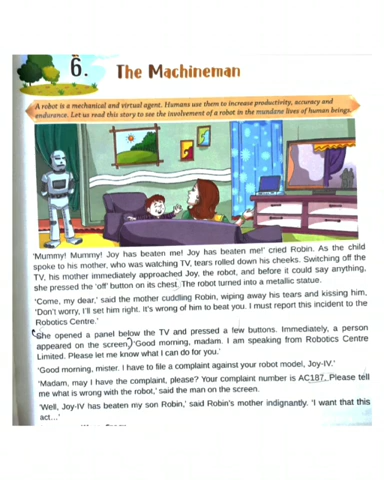 6. The Machineman
A robot is a mechanical and virtual agent. Humans use them to increase productivity, accuracy and
endurance. Let us read this story to see the involvement of a robot in the mundane lives of human beings.
'Mummy! Mummy! Joy has beaten me! Joy has beaten me!' cried Robin. As the child
spoke to his mother, who was watching TV, tears rolled down his cheeks. Switching off the
TV, his mother immediately approached Joy, the robot, and before it could say anything,
she pressed the 'off' button on its chest. The robot turned into a metallic statue.
'Come, my dear,' said the mother cuddling Robin, wiping away his tears and kissing him,
'Don't worry, I'll set him right. It's wrong of him to beat you. I must report this incident to the
Robotics Centre.'
She opened a panel below the TV and pressed a few buttons. Immediately, a person
appeared on the screen. 'Good morning, madam. I am speaking from Robotics Centre
Limited. Please let me know what I can do for you.'
'Good morning, mister. I have to file a complaint against your robot model, Joy-IV.'
'Madam, may I have the complaint, please? Your complaint number is AC187. Please tell
me what is wrong with the robot,' said the man on the screen.
'Well, Joy-IV has beaten my son Robin,' said Robin's mother indignantly. 'I want that this
act...'